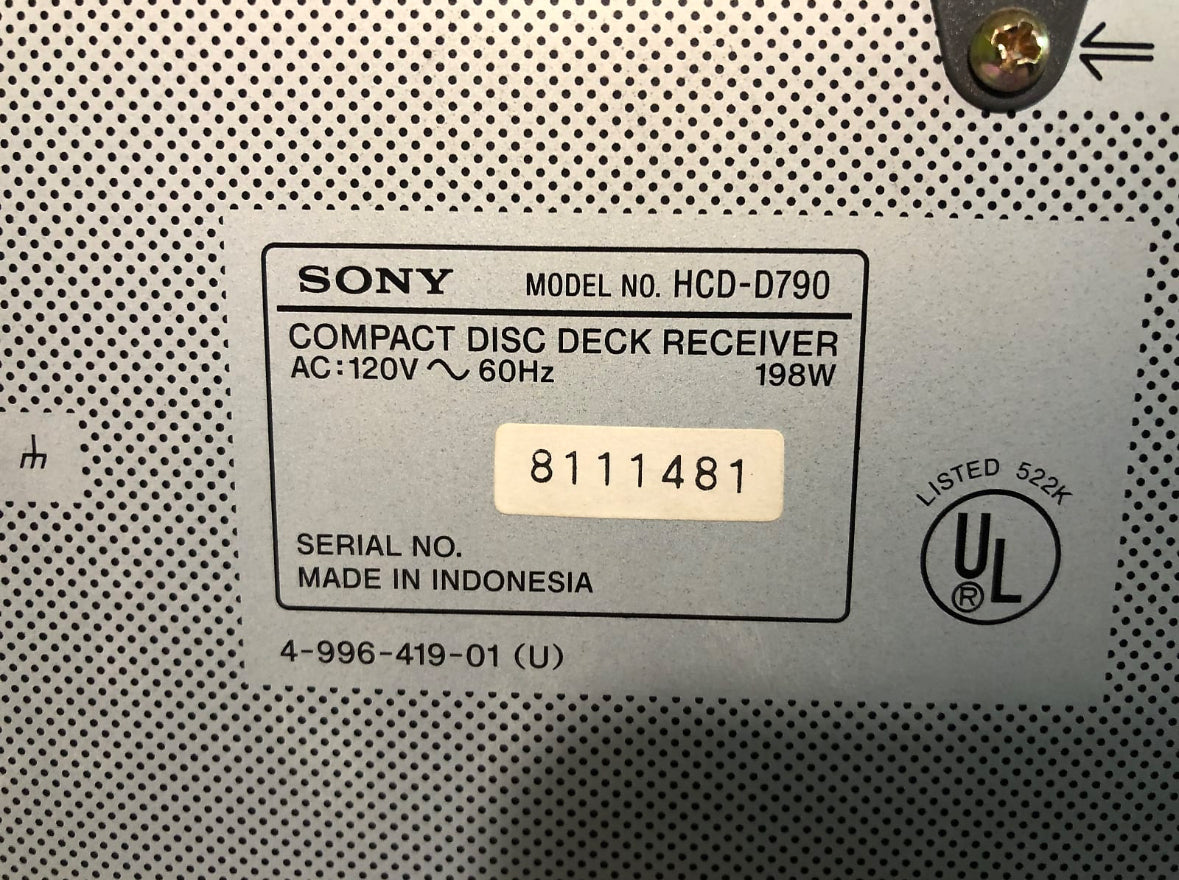 SONY MODEL NO. HCD-D790
COMPACT DISC DECK RECEIVER
AC:120V ~ 60Hz 198W
8111481
SERIAL NO.
MADE IN INDONESIA
4-996-419-01 (U)
LISTED 522K
UL
®